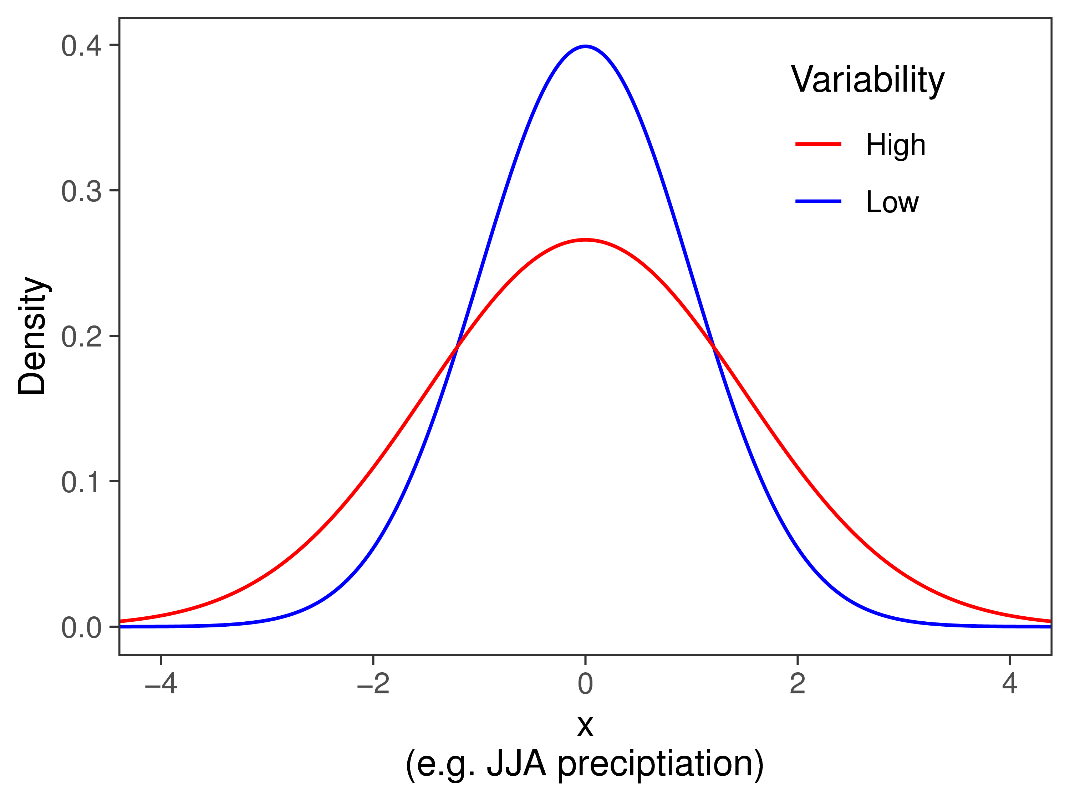 0.4
0.3
0.2
0.1
0.0
Density
Variability
High
Low
−4
−2
0
2
4
x
(e.g. JJA preciptiation)